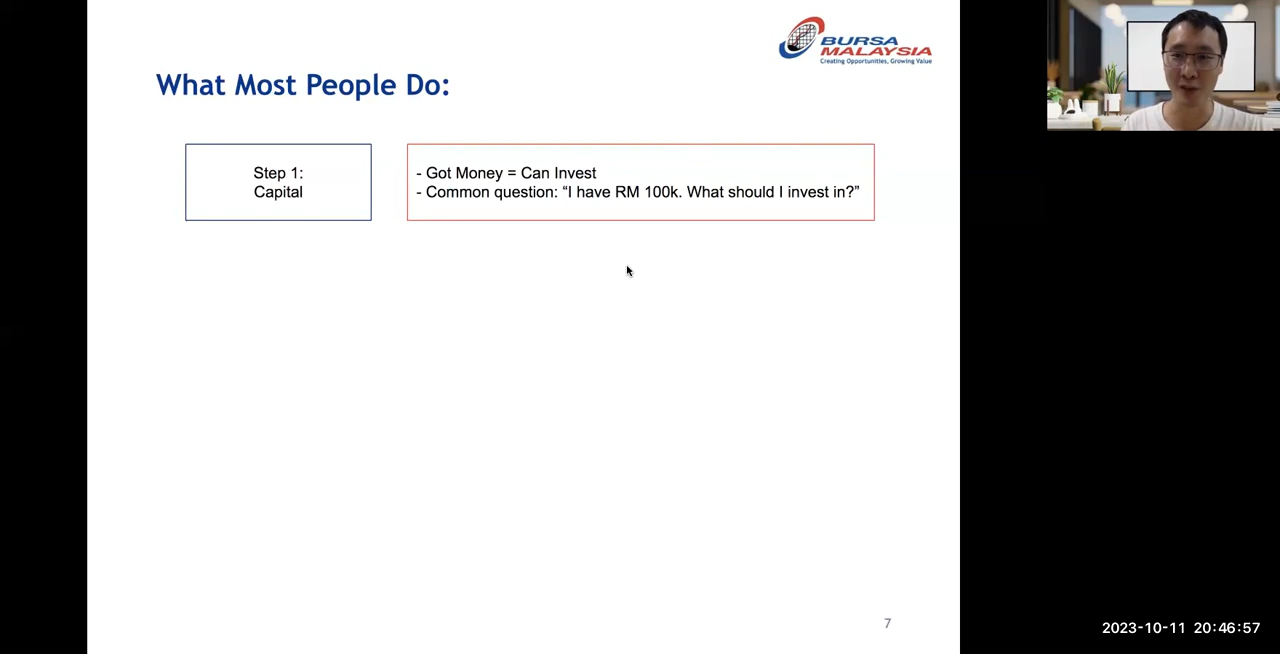 BURSA
MALAYSIA
Creating Opportunities, Growing Value
What Most People Do:
Step 1:
Capital
- Got Money = Can Invest
- Common question: “I have RM 100k. What should I invest in?”
7
2023-10-11 20:46:57